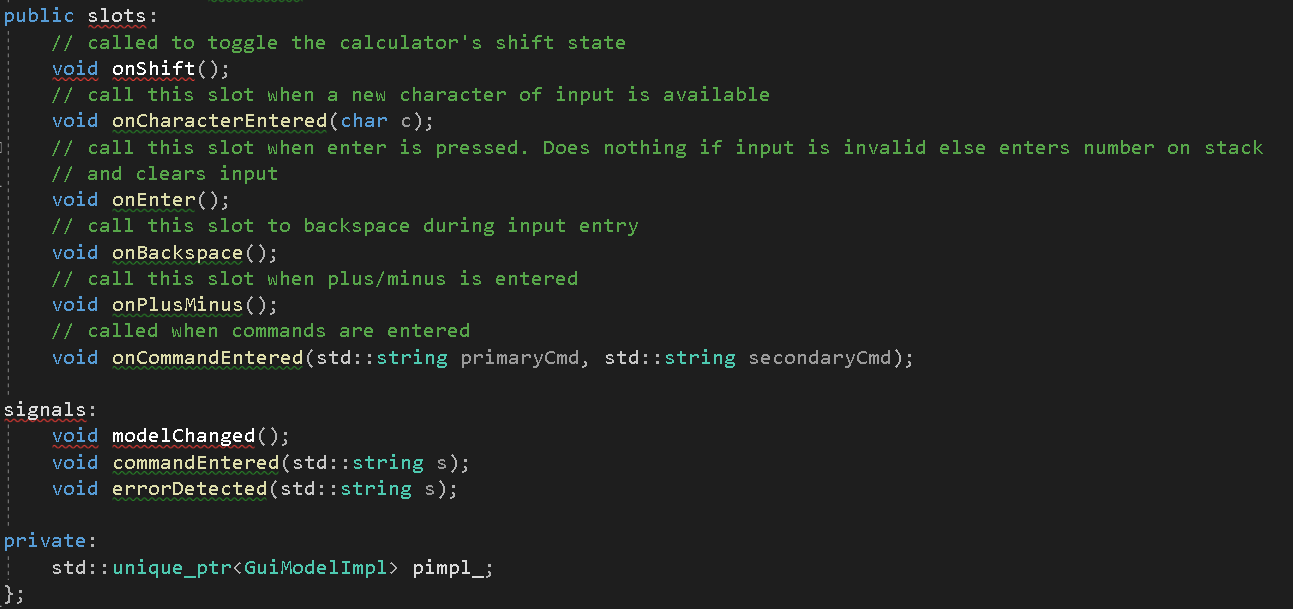 public slots:
// called to toggle the calculator's shift state
void onShift();
// call this slot when a new character of input is available
void onCharacterEntered(char c);
// call this slot when enter is pressed. Does nothing if input is invalid else enters number on stack
// and clears input
void onEnter();
// call this slot to backspace during input entry
void onBackspace();
// call this slot when plus/minus is entered
void onPlusMinus();
// called when commands are entered
void onCommandEntered(std::string primaryCmd, std::string secondaryCmd);
signals:
void modelChanged();
void commandEntered(std::string s);
void errorDetected(std::string s);
private:
std::unique_ptr<GuiModelImpl> pimpl_;
};